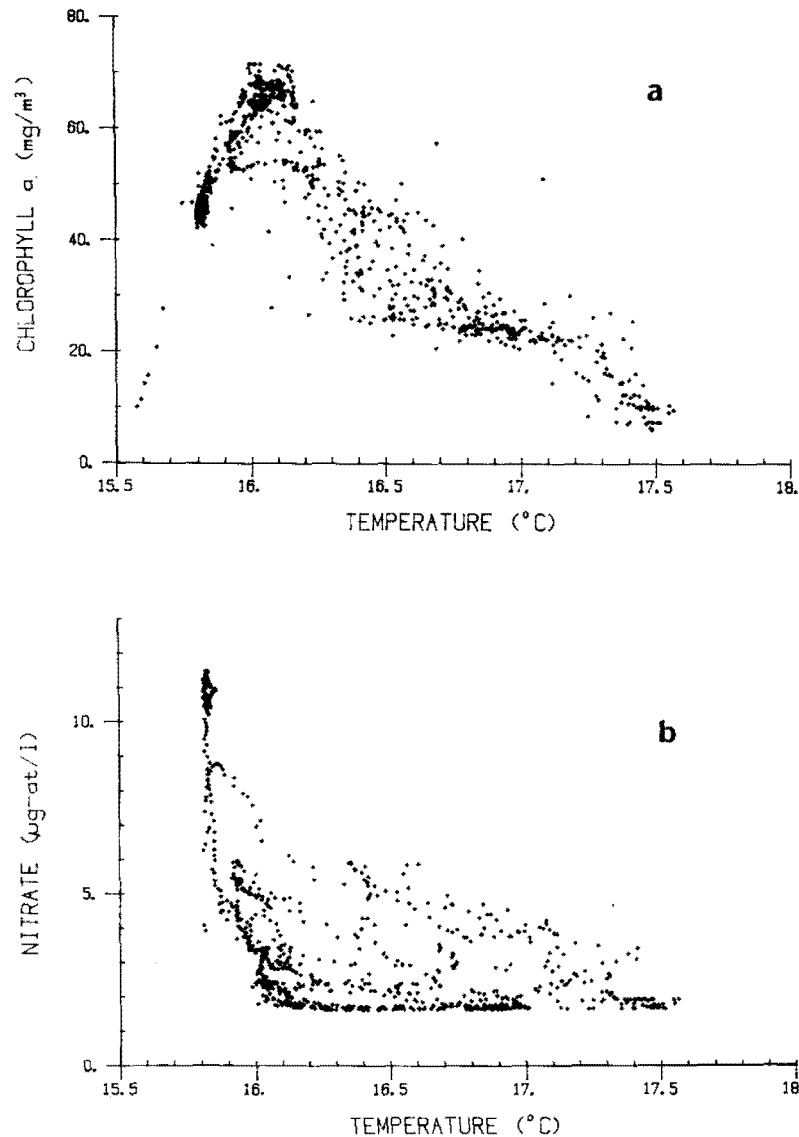 80.
60.
40.
20.
0.
CHLOROPHYLL a (mg/m³)
a
15.5 16. 16.5 17. 17.5 18.
TEMPERATURE (°C)
10.
5.
0.
NITRATE (µg-at/l)
b
15.5 16. 16.5 17. 17.5 18
TEMPERATURE (°C)